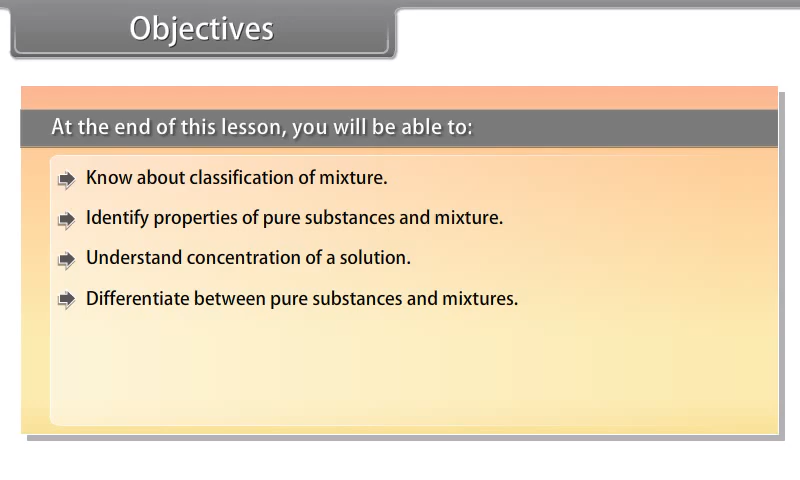 Objectives
At the end of this lesson, you will be able to:
Know about classification of mixture.
Identify properties of pure substances and mixture.
Understand concentration of a solution.
Differentiate between pure substances and mixtures.